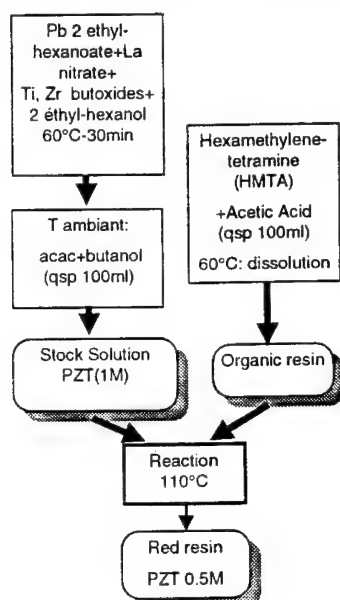 Pb 2 ethyl-
hexanoate+La
nitrate+
Ti, Zr butoxides+
2 éthyl-hexanol
60°C-30min
T ambiant:
acac+butanol
(qsp 100ml)
Stock Solution
PZT(1M)
Hexamethylene-
tetramine
(HMTA)
+Acetic Acid
(qsp 100ml)
60°C: dissolution
Organic resin
Reaction
110°C
Red resin
PZT 0.5M